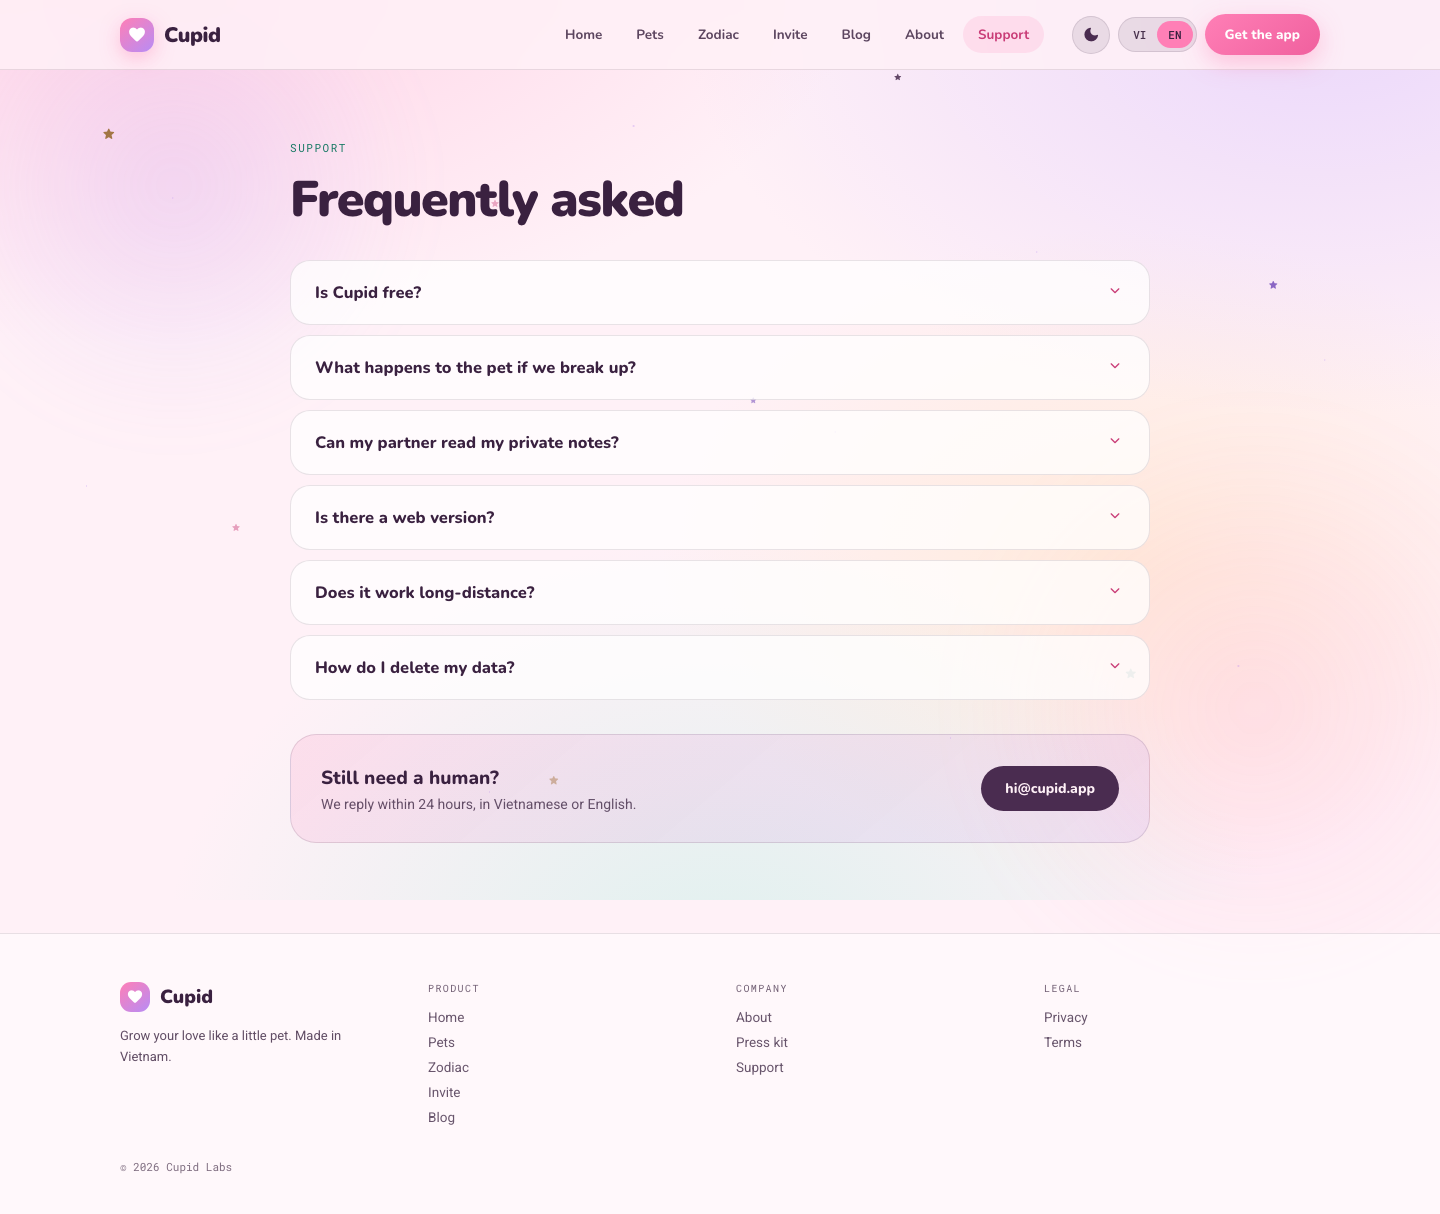 Cupid
Home
Pets
Zodiac
Invite
Blog
About
Support
VI
EN
Get the app
SUPPORT
Frequently asked
Is Cupid free?
What happens to the pet if we break up?
Can my partner read my private notes?
Is there a web version?
Does it work long-distance?
How do I delete my data?
Still need a human?
We reply within 24 hours, in Vietnamese or English.
hi@cupid.app
Cupid
Grow your love like a little pet. Made in
Vietnam.
PRODUCT
Home
Pets
Zodiac
Invite
Blog
COMPANY
About
Press kit
Support
LEGAL
Privacy
Terms
© 2026 Cupid Labs